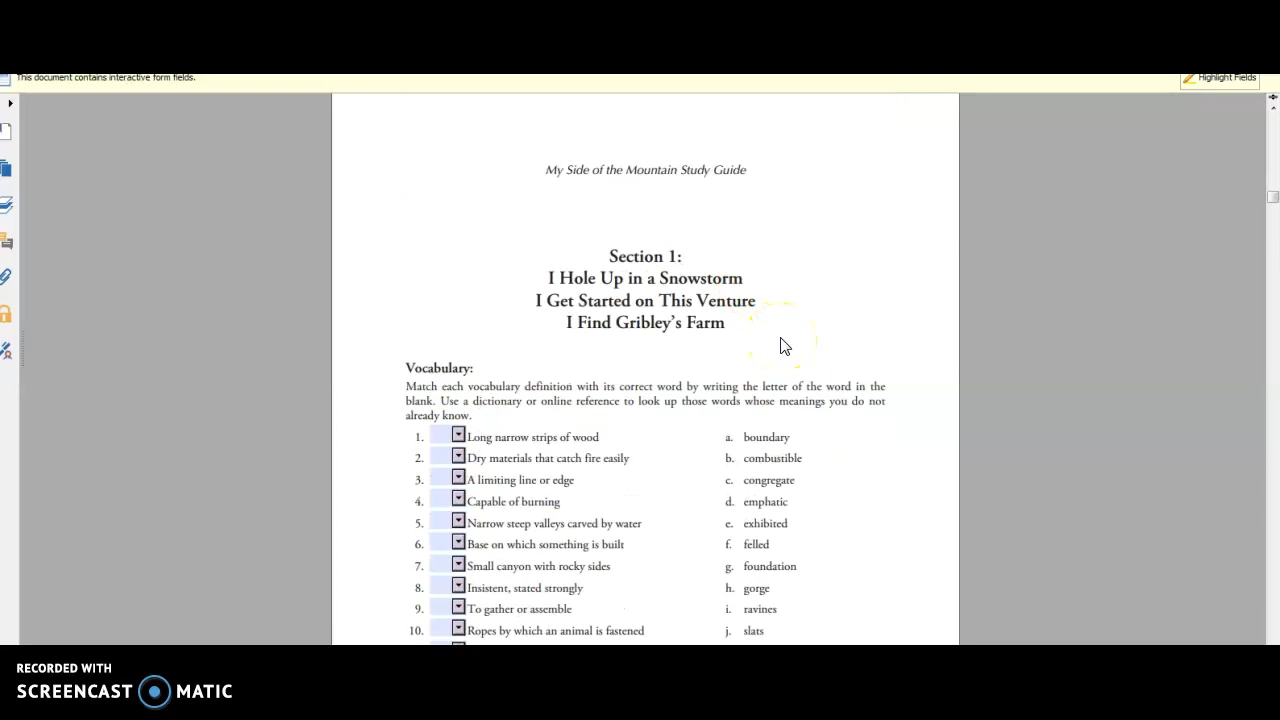 This document contains interactive form fields.
Highlight Fields
My Side of the Mountain Study Guide
Section 1:
I Hole Up in a Snowstorm
I Get Started on This Venture
I Find Gribley's Farm
Vocabulary:
Match each vocabulary definition with its correct word by writing the letter of the word in the
blank. Use a dictionary or online reference to look up those words whose meanings you do not
already know.
1. Long narrow strips of wood a. boundary
2. Dry materials that catch fire easily b. combustible
3. A limiting line or edge c. congregate
4. Capable of burning d. emphatic
5. Narrow steep valleys carved by water e. exhibited
6. Base on which something is built f. felled
7. Small canyon with rocky sides g. foundation
8. Insistent, stated strongly h. gorge
9. To gather or assemble i. ravines
10. Ropes by which an animal is fastened j. slats
RECORDED WITH
SCREENCAST MATIC